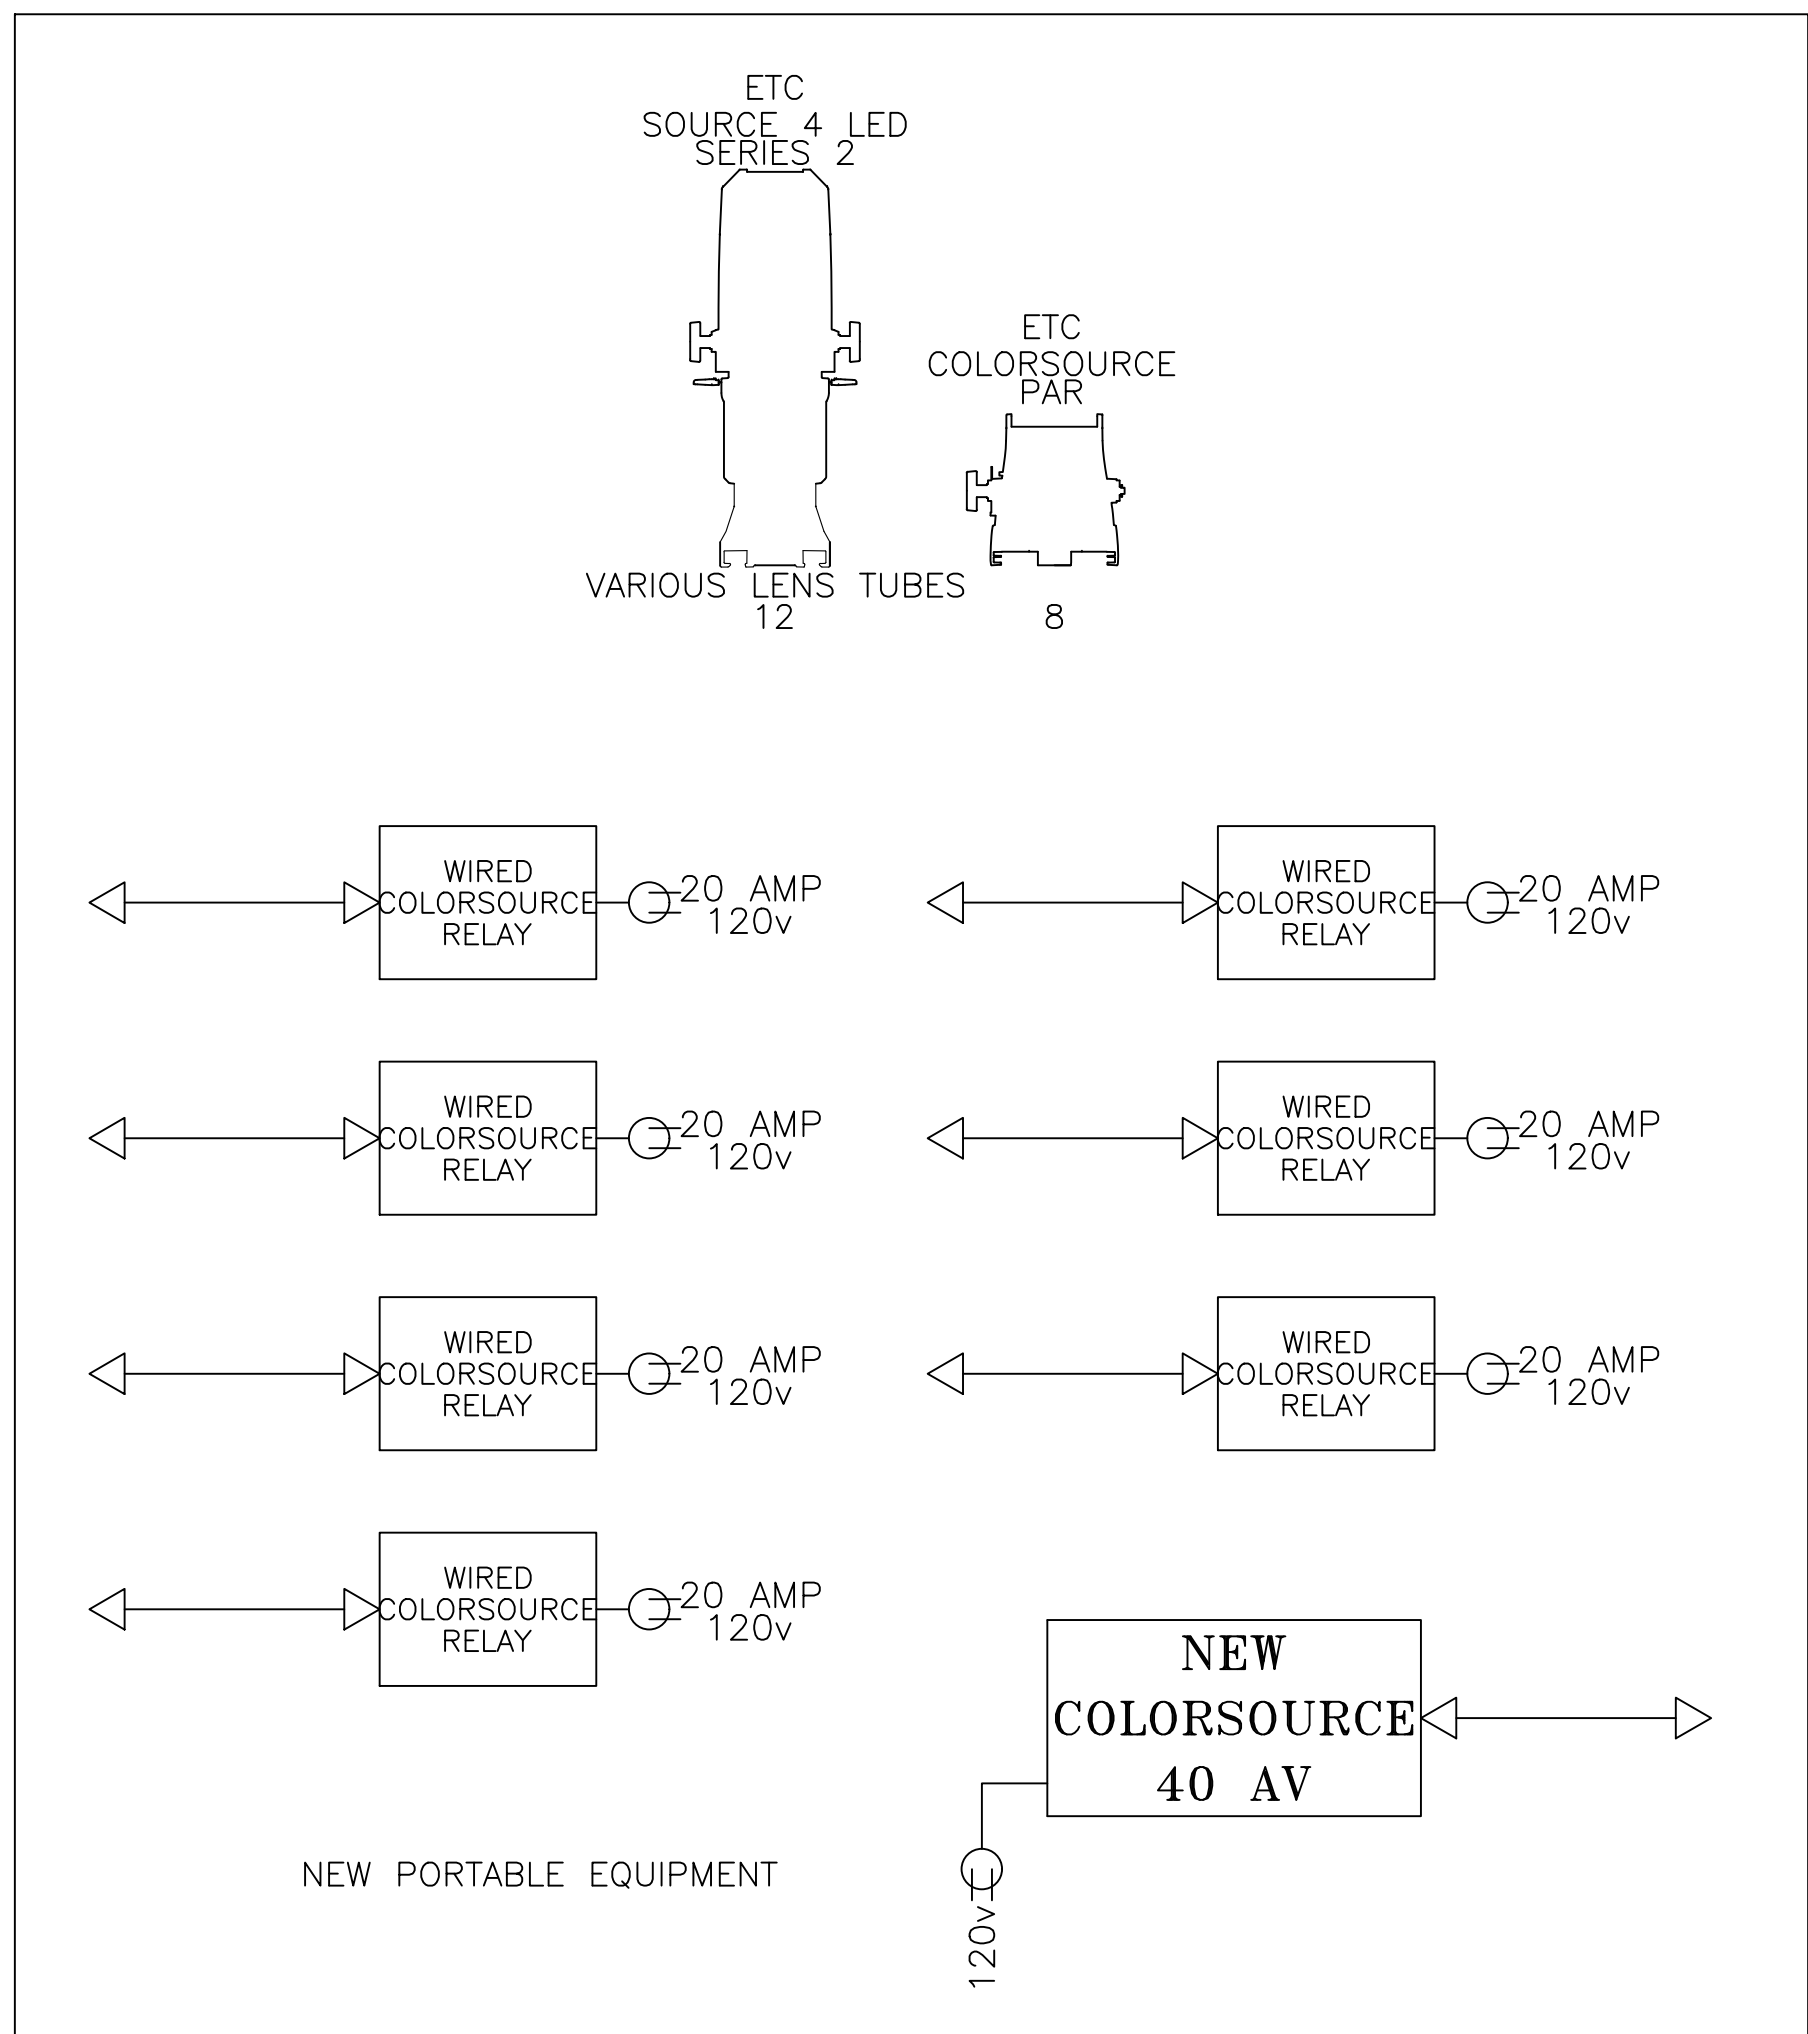 ETC
SOURCE 4 LED
SERIES 2
VARIOUS LENS TUBES
12
ETC
COLORSOURCE
PAR
8
WIRED
COLORSOURCE
RELAY
20 AMP
120v
WIRED
COLORSOURCE
RELAY
20 AMP
120v
WIRED
COLORSOURCE
RELAY
20 AMP
120v
WIRED
COLORSOURCE
RELAY
20 AMP
120v
WIRED
COLORSOURCE
RELAY
20 AMP
120v
WIRED
COLORSOURCE
RELAY
20 AMP
120v
WIRED
COLORSOURCE
RELAY
20 AMP
120v
NEW
COLORSOURCE
40 AV
120v
NEW PORTABLE EQUIPMENT